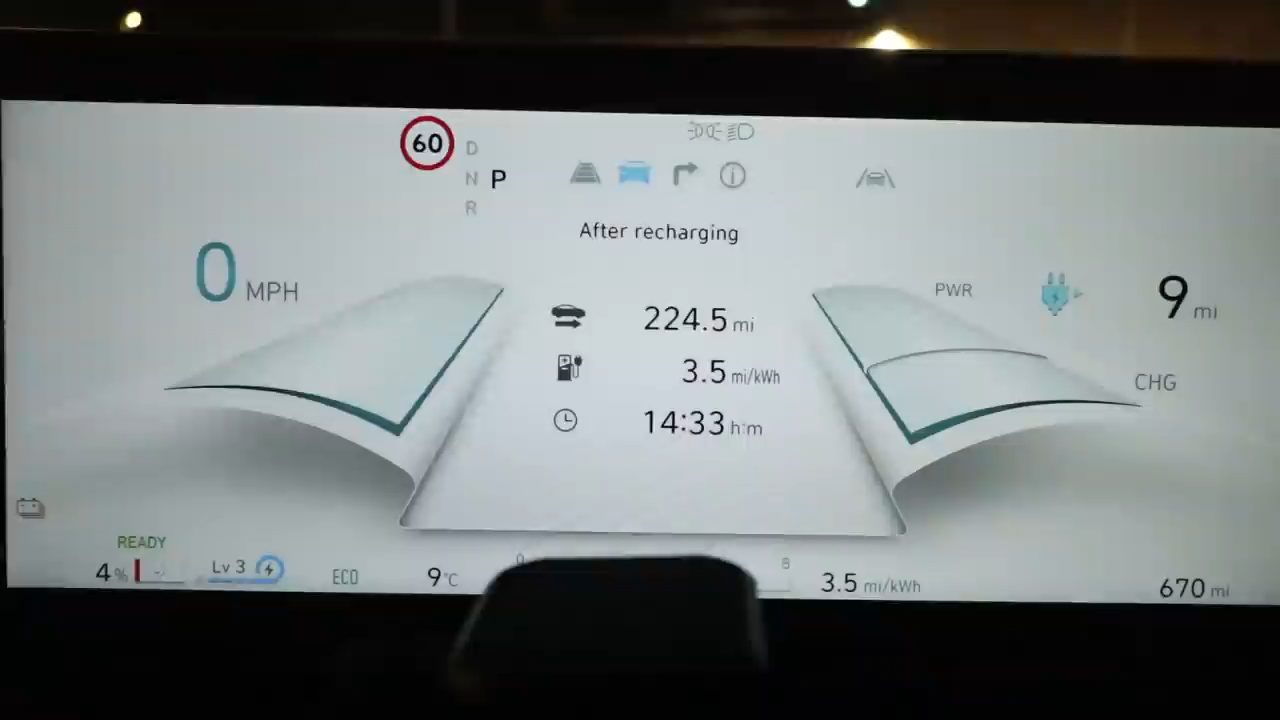 60
D
N P
R
After recharging
0 MPH
224.5 mi
PWR
9 mi
3.5 mi/kWh
CHG
14:33 h:m
READY
4 %
-/-
Lv 3
ECO
9 °C
0
8
3.5 mi/kWh
670 mi